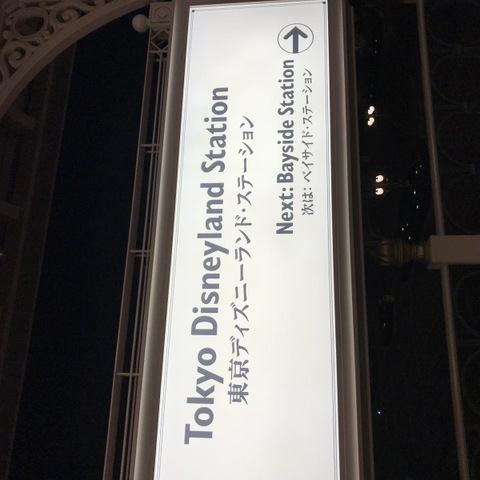 Tokyo Disneyland Station
東京ディズニーランド・ステーション
Next: Bayside Station
次は: ベイサイド・ステーション